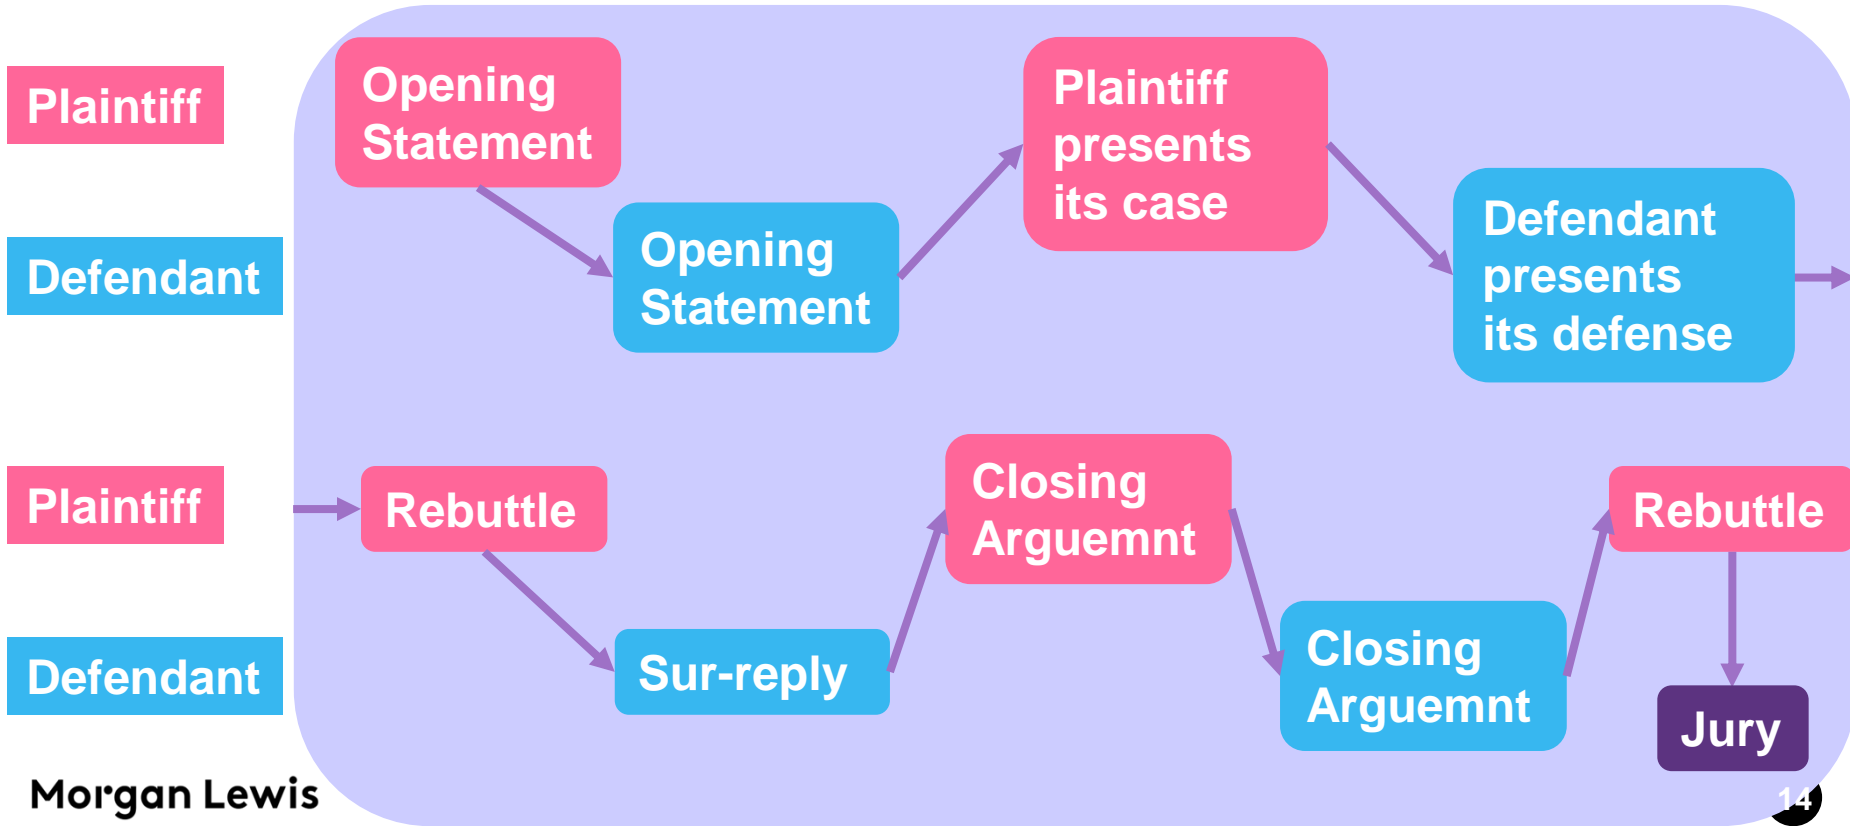 Plaintiff
Opening
Statement
Plaintiff
presents
its case
Defendant
Opening
Statement
Defendant
presents
its defense
Plaintiff
Rebuttle
Closing
Arguemnt
Rebuttle
Defendant
Sur-reply
Closing
Arguemnt
Jury
Morgan Lewis
14